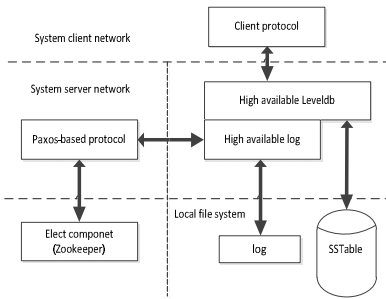 Client protocol
System client network
System server network
High available Leveldb
Paxos-based protocol
High available log
Local file system
Elect componet
(Zookeeper)
log
SSTable